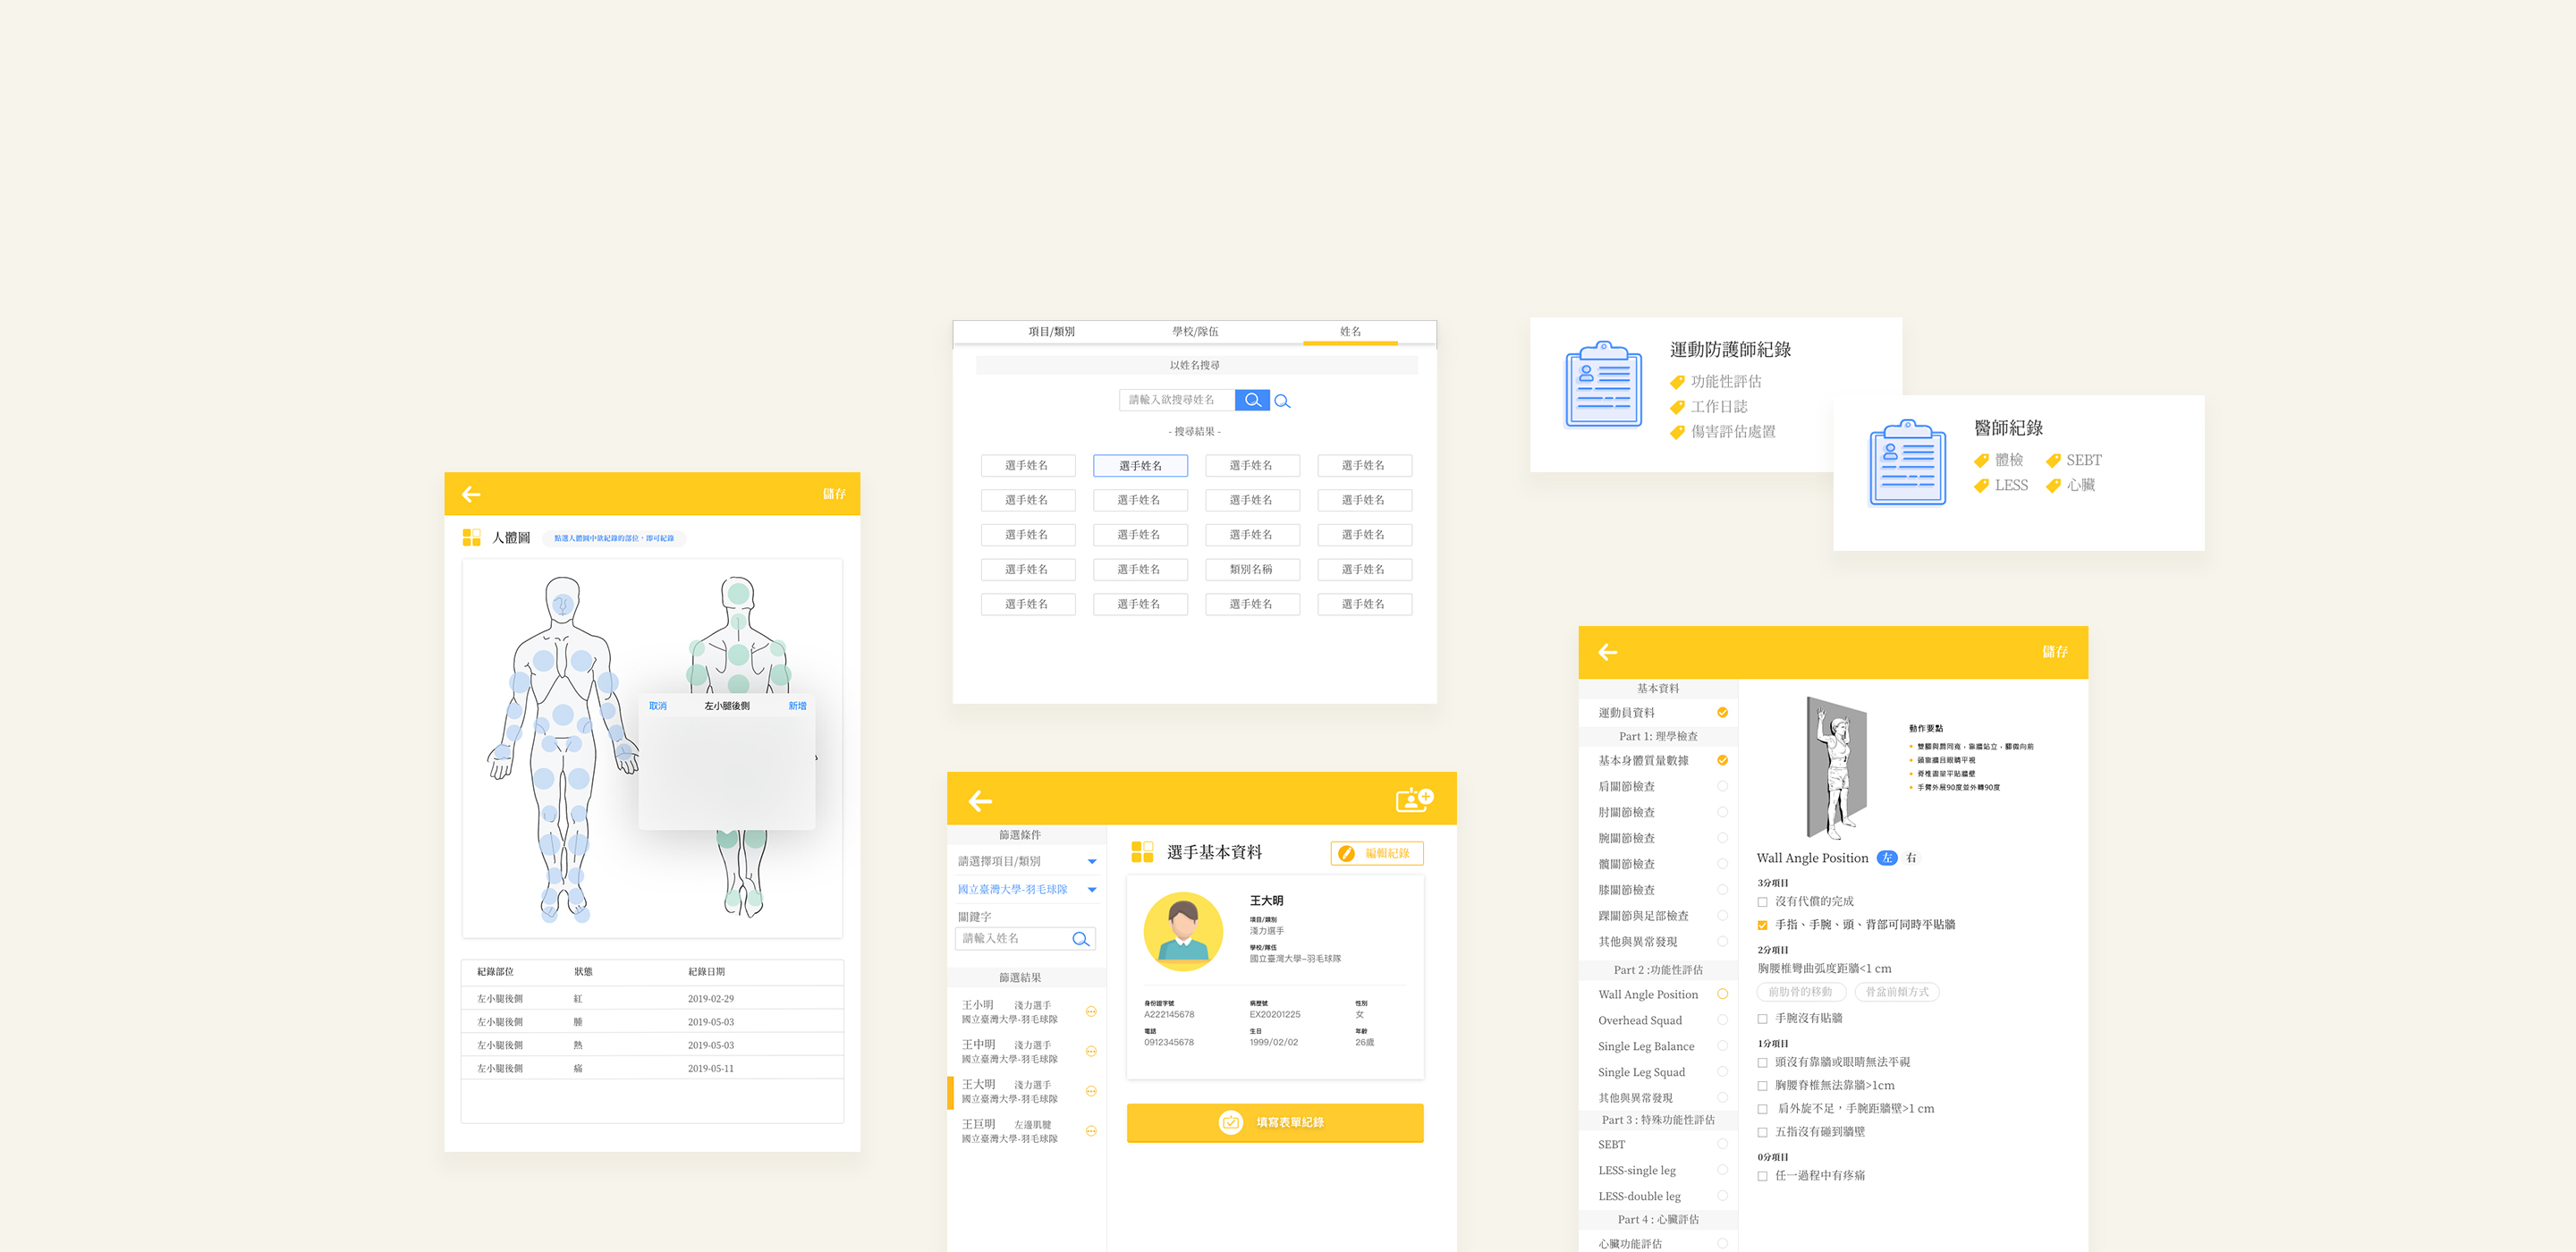 儲存
人體圖
點選人體圖中欲紀錄的部位，即可紀錄
取消 左小腿後側 新增
紀錄部位 狀態 紀錄日期
左小腿後側 紅 2019-02-29
左小腿後側 腫 2019-05-03
左小腿後側 熱 2019-05-03
左小腿後側 痛 2019-05-11
項目/類別 學校/隊伍 姓名
以姓名搜尋
請輸入欲搜尋姓名
- 搜尋結果 -
選手姓名 選手姓名 選手姓名 選手姓名
選手姓名 選手姓名 選手姓名 選手姓名
選手姓名 選手姓名 選手姓名 選手姓名
選手姓名 選手姓名 類別名稱 選手姓名
選手姓名 選手姓名 選手姓名 選手姓名
篩選條件
請選擇項目/類別
國立臺灣大學-羽毛球隊
關鍵字
請輸入姓名
篩選結果
王小明 淺力選手
國立臺灣大學-羽毛球隊
王中明 淺力選手
國立臺灣大學-羽毛球隊
王大明 淺力選手
國立臺灣大學-羽毛球隊
王巨明 左邊肌腱
國立臺灣大學-羽毛球隊
選手基本資料
編輯紀錄
王大明
項目/類別
淺力選手
學校/隊伍
國立臺灣大學–羽毛球隊
身份證字號 病歷號 性別
A222145678 EX20201225 女
電話 生日 年齡
0912345678 1999/02/02 26歲
填寫表單紀錄
運動防護師紀錄
功能性評估
工作日誌
傷害評估處置
醫師紀錄
體檢 SEBT
LESS 心臟
儲存
基本資料
運動員資料
Part 1: 理學檢查
基本身體質量數據
肩關節檢查
肘關節檢查
腕關節檢查
髖關節檢查
膝關節檢查
踝關節與足部檢查
其他與異常發現
Part 2 :功能性評估
Wall Angle Position
Overhead Squad
Single Leg Balance
Single Leg Squad
其他與異常發現
Part 3 : 特殊功能性評估
SEBT
LESS-single leg
LESS-double leg
Part 4 : 心臟評估
心臟功能評估
動作要點
雙腳與肩同寬，靠牆站立，腳微向前
頭靠牆且眼睛平視
脊椎盡量平貼牆壁
手臂外展90度並外轉90度
Wall Angle Position 左 右
3分項目
沒有代償的完成
手指、手腕、頭、背部可同時平貼牆
2分項目
胸腰椎彎曲弧度距牆<1 cm
前肋骨的移動 骨盆前傾方式
手腕沒有貼牆
1分項目
頭沒有靠牆或眼睛無法平視
胸腰脊椎無法靠牆>1cm
肩外旋不足，手腕距牆壁>1 cm
五指沒有碰到牆壁
0分項目
任一過程中有疼痛